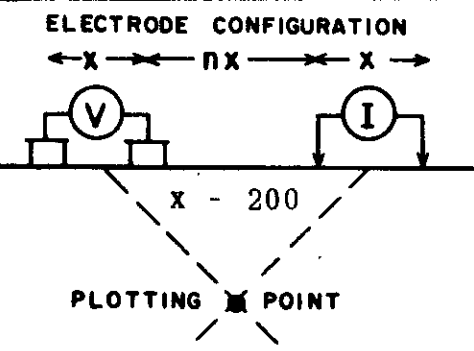 ELECTRODE CONFIGURATION
x nx x
V I
x - 200
PLOTTING POINT